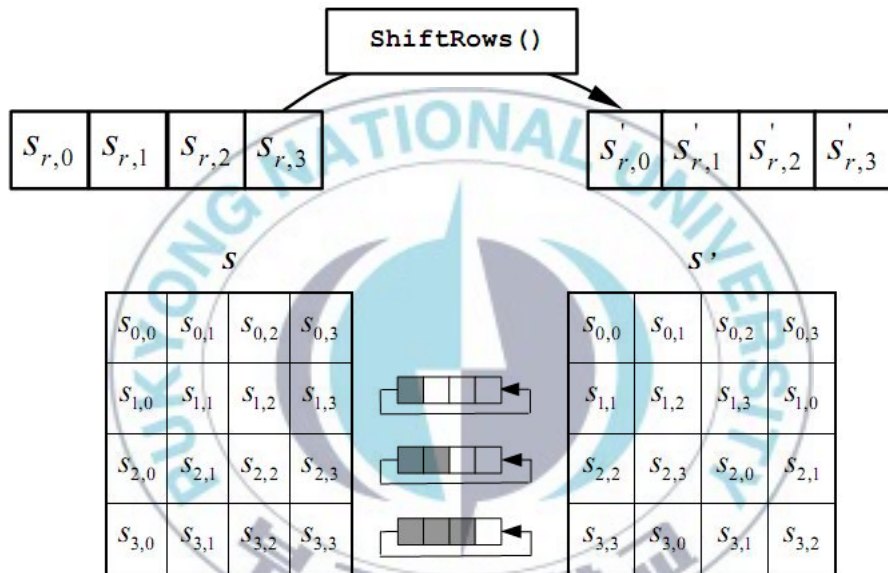 ShiftRows()
S_{r,0} S_{r,1} S_{r,2} S_{r,3} S'_{r,0} S'_{r,1} S'_{r,2} S'_{r,3}
PUKYONG NATIONAL UNIVERSITY
S S'
S_{0,0} S_{0,1} S_{0,2} S_{0,3} S_{0,0} S_{0,1} S_{0,2} S_{0,3}
S_{1,0} S_{1,1} S_{1,2} S_{1,3} S_{1,1} S_{1,2} S_{1,3} S_{1,0}
S_{2,0} S_{2,1} S_{2,2} S_{2,3} S_{2,2} S_{2,3} S_{2,0} S_{2,1}
S_{3,0} S_{3,1} S_{3,2} S_{3,3} S_{3,3} S_{3,0} S_{3,1} S_{3,2}